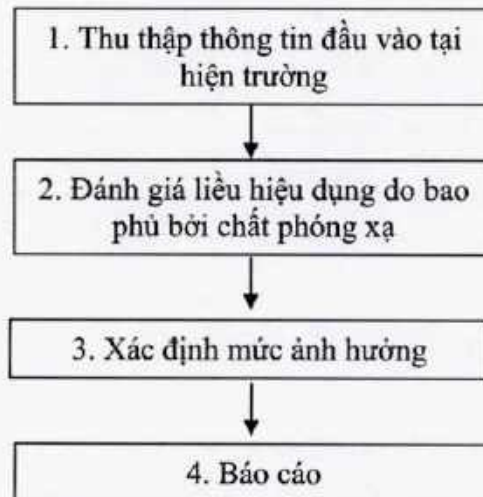 1. Thu thập thông tin đầu vào tại
hiện trường
2. Đánh giá liều hiệu dụng do bao
phủ bởi chất phóng xạ
3. Xác định mức ảnh hưởng
4. Báo cáo